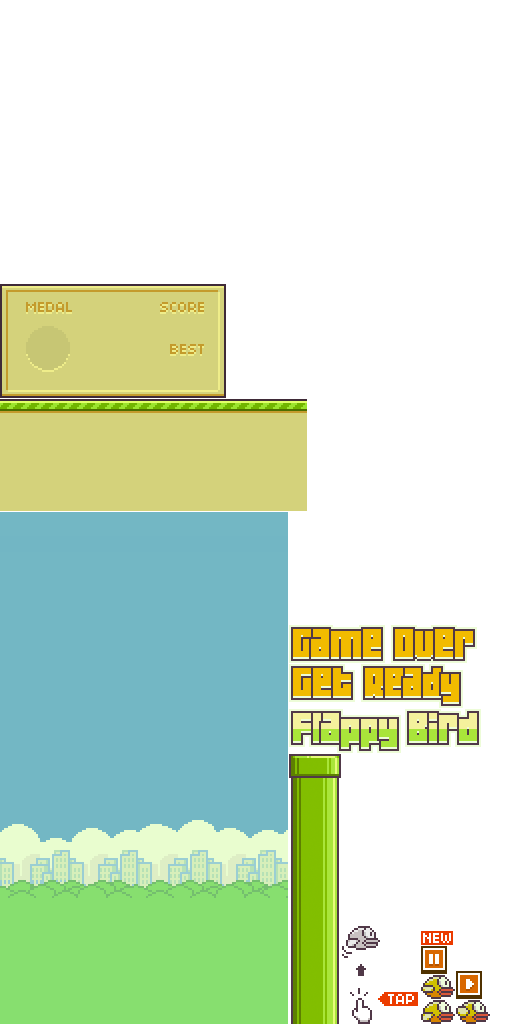 MEDAL SCORE
BEST
Game Over
Get Ready
Flappy Bird
NEW
TAP